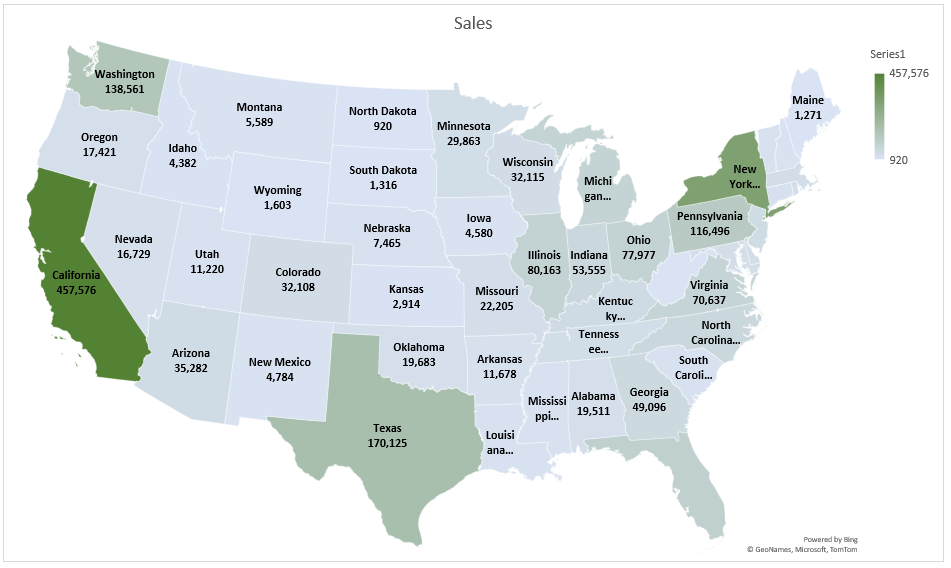 Sales
Series1
457,576
920
Washington
138,561
Montana
5,589
North Dakota
920
Minnesota
29,863
Maine
1,271
Oregon
17,421
Idaho
4,382
South Dakota
1,316
Wisconsin
32,115
Michi
gan...
New
York...
Wyoming
1,603
Iowa
4,580
Pennsylvania
116,496
Nebraska
7,465
Nevada
16,729
Utah
11,220
Illinois
80,163
Indiana
53,555
Ohio
77,977
California
457,576
Colorado
32,108
Kansas
2,914
Missouri
22,205
Virginia
70,637
Kentuc
ky...
Tenness
ee...
North
Carolina...
Arizona
35,282
New Mexico
4,784
Oklahoma
19,683
Arkansas
11,678
South
Caroli...
Mississi
ppi...
Alabama
19,511
Georgia
49,096
Texas
170,125
Louisi
ana...
Powered by Bing
© GeoNames, Microsoft, TomTom